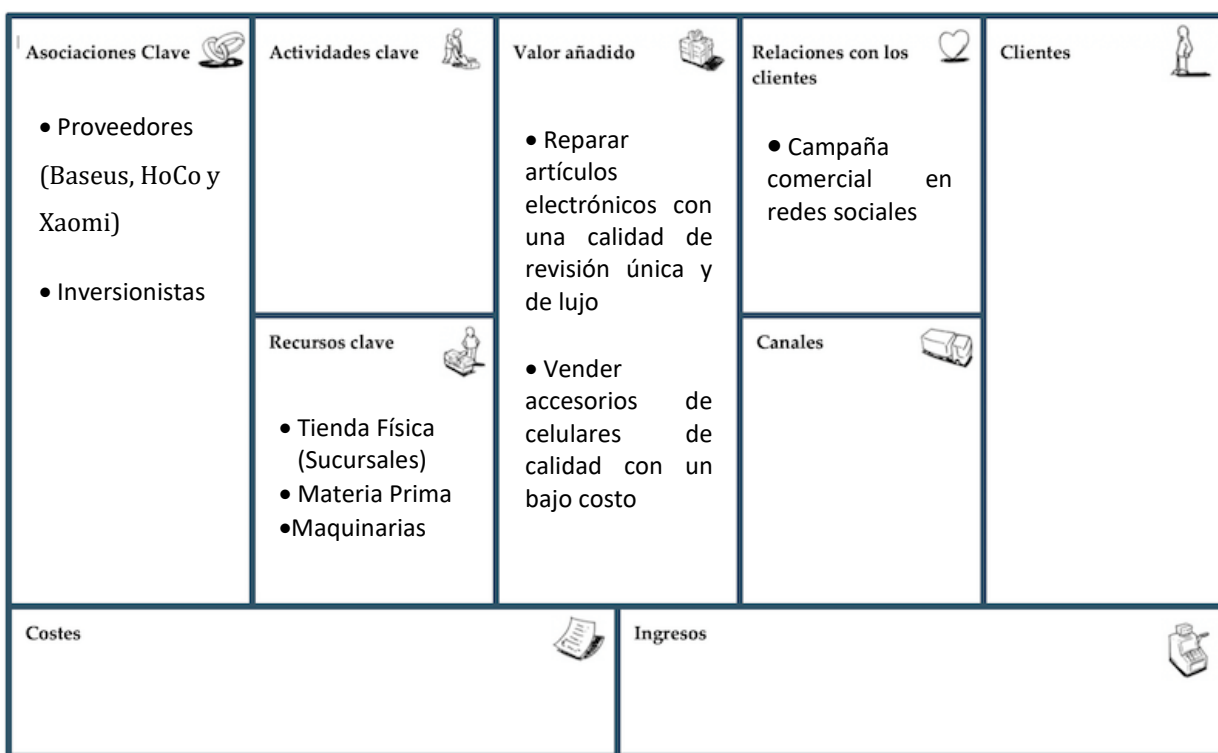 Asociaciones Clave
• Proveedores
(Baseus, HoCo y
Xaomi)
• Inversionistas
Actividades clave
Recursos clave
• Tienda Física
(Sucursales)
• Materia Prima
•Maquinarias
Valor añadido
• Reparar
artículos
electrónicos con
una calidad de
revisión única y
de lujo
• Vender
accesorios de
celulares de
calidad con un
bajo costo
Relaciones con los
clientes
• Campaña
comercial en
redes sociales
Canales
Clientes
Costes
Ingresos